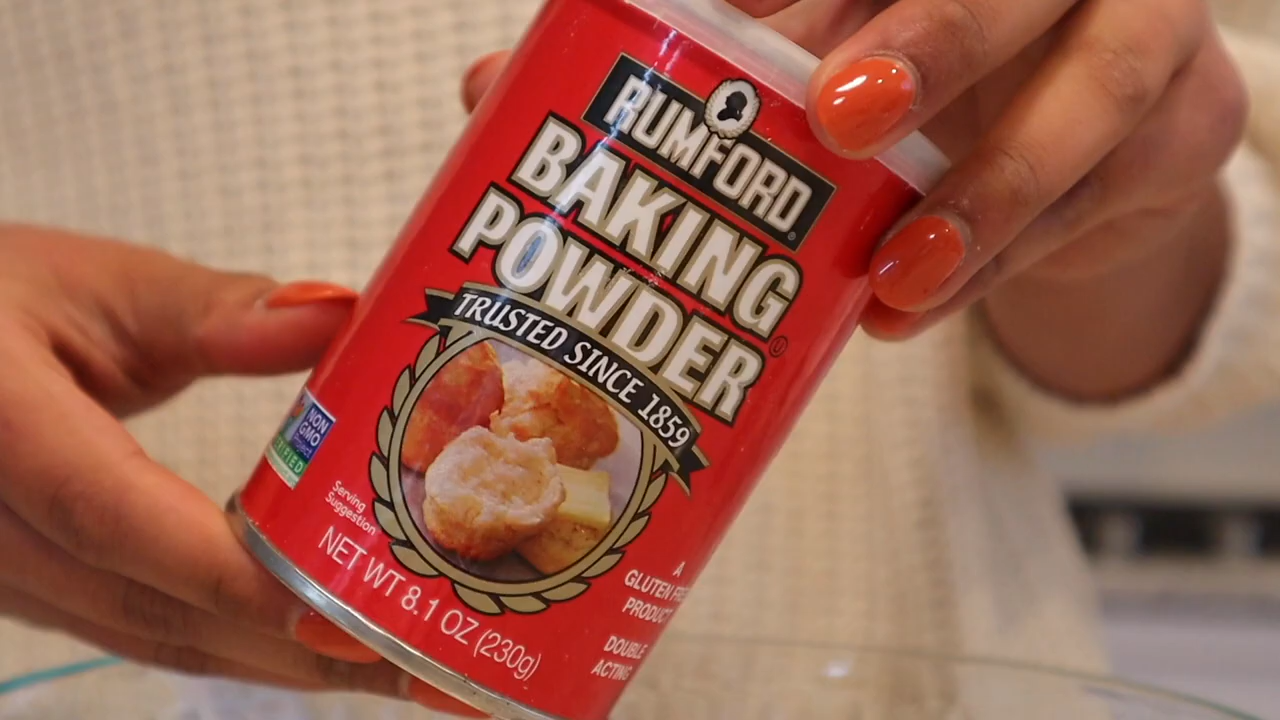 RUMFORD
BAKING
POWDER
TRUSTED SINCE 1859
NON
GMO
Project
Serving
Suggestion
NET WT 8.1 OZ (230g)
A
GLUTEN
PRODUCT
DOUBLE
ACTING